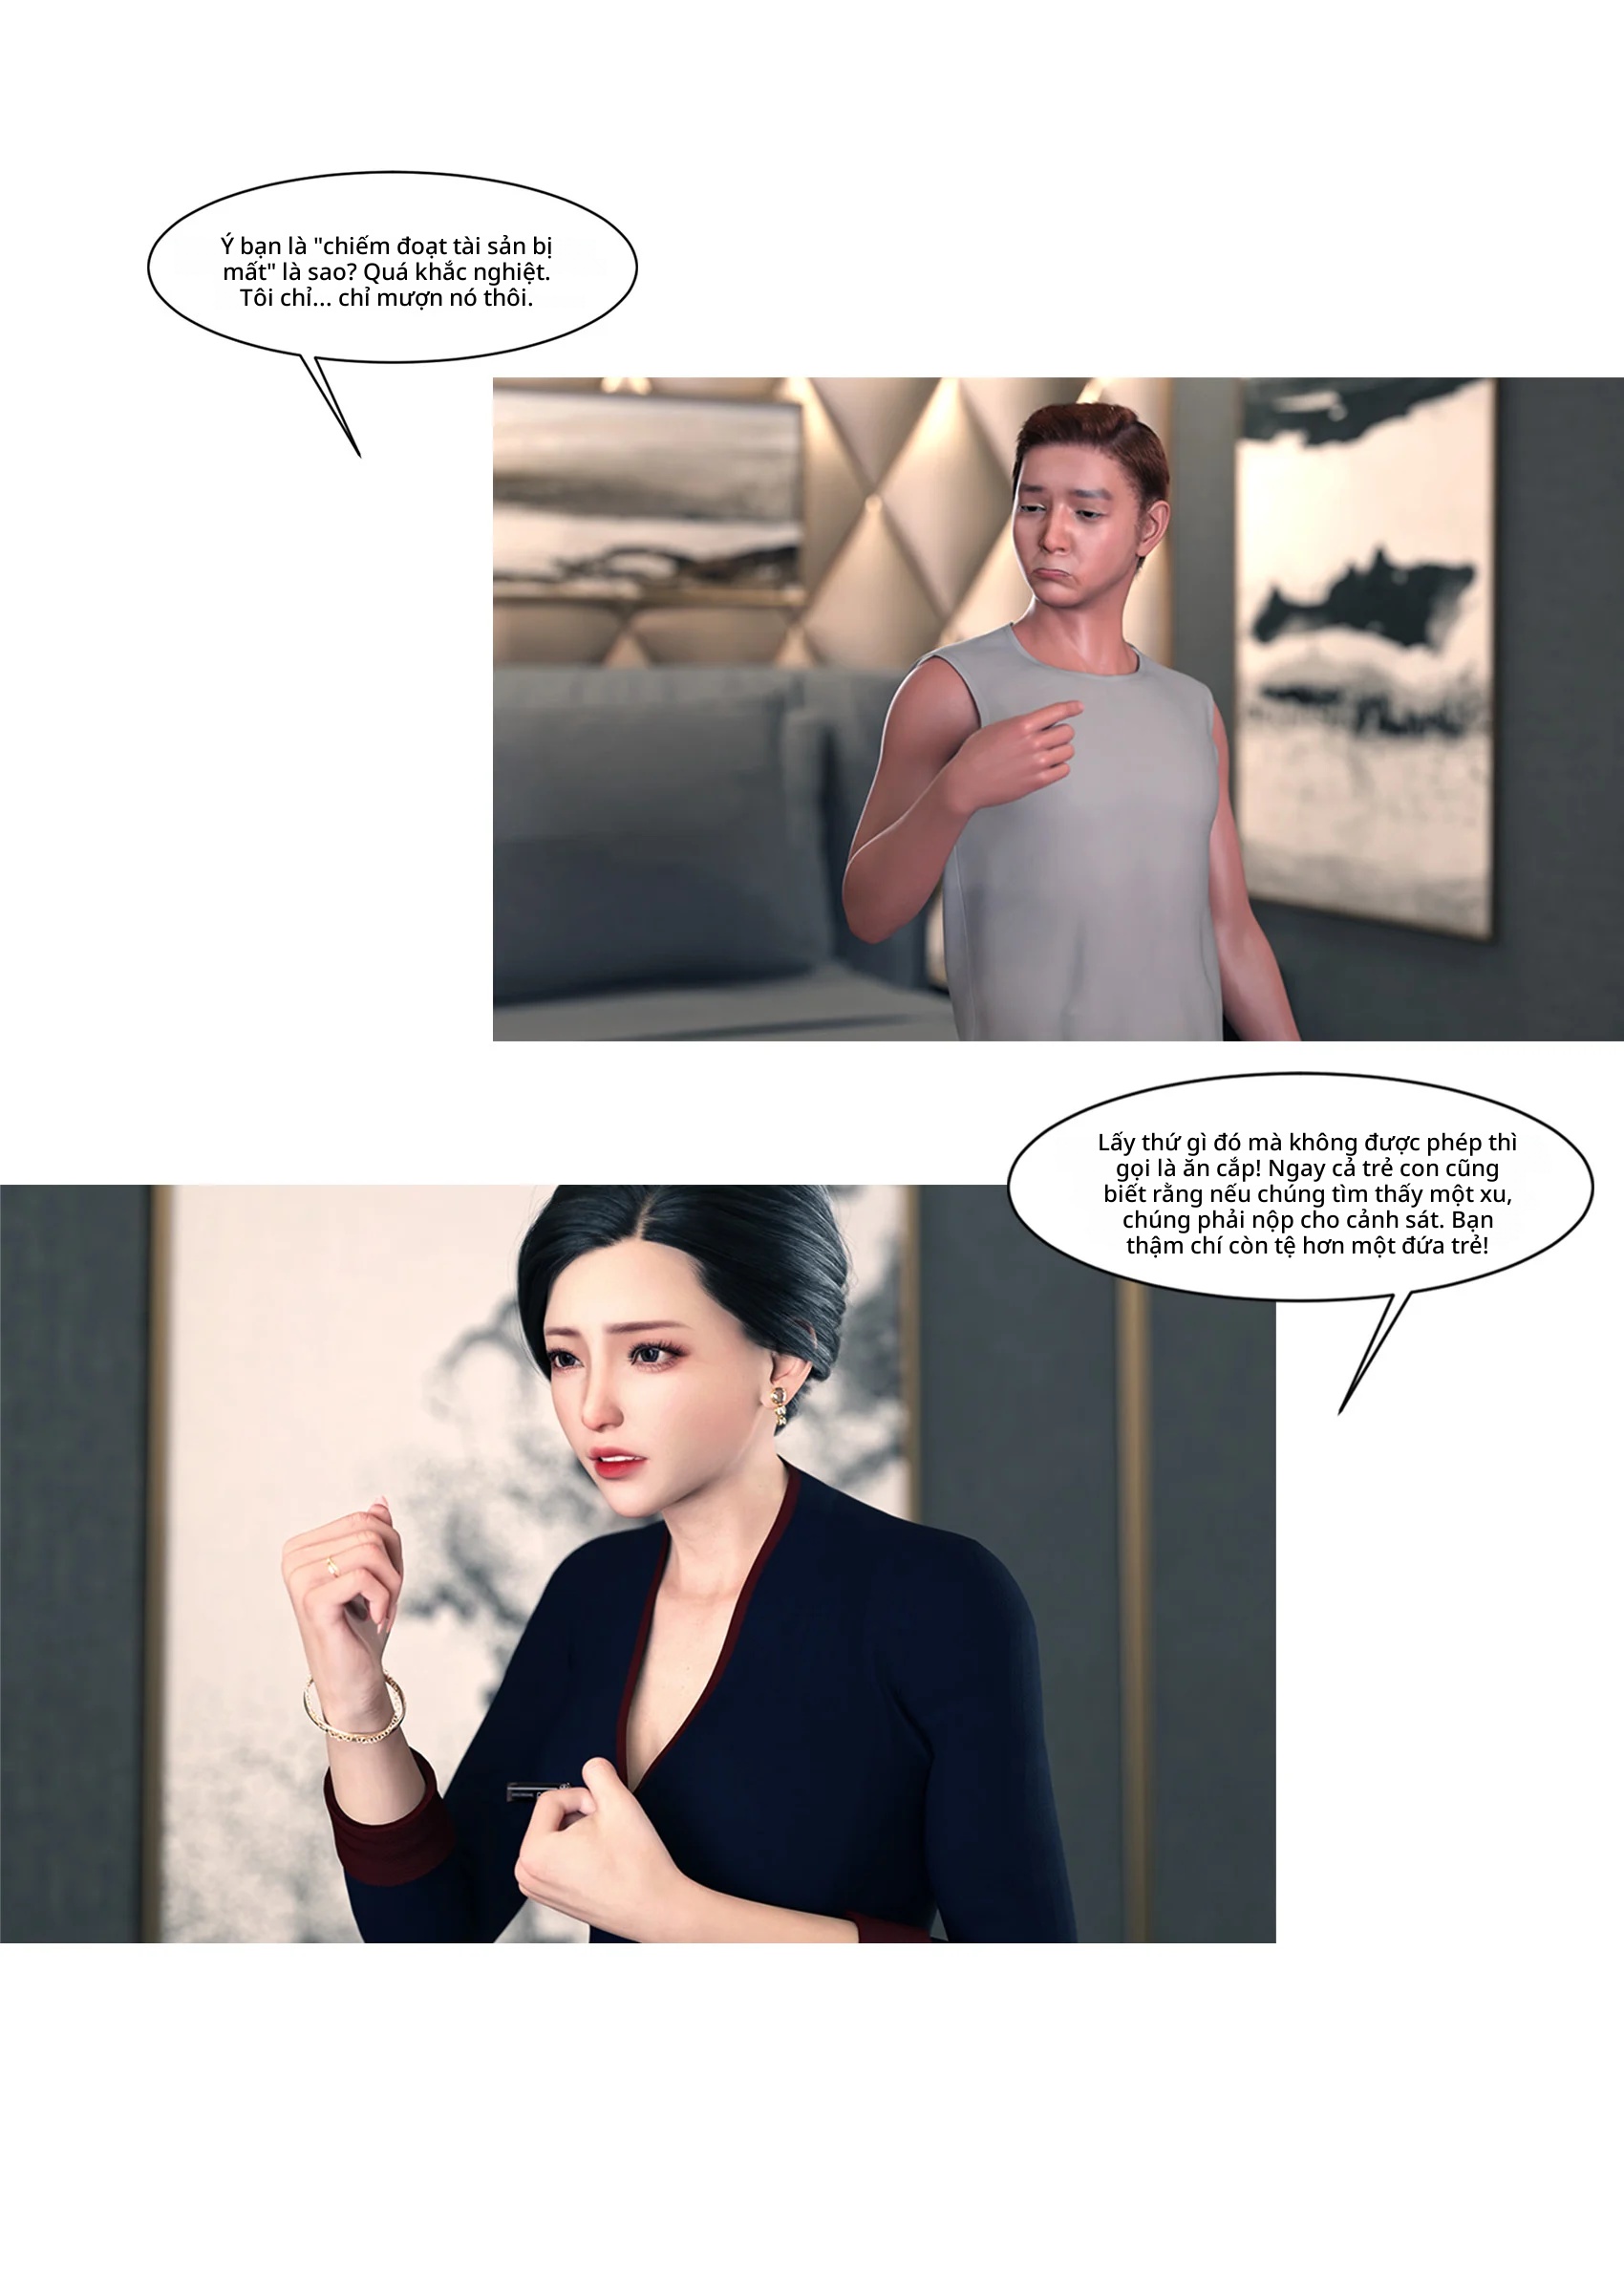 Ý bạn là "chiếm đoạt tài sản bị
mất" là sao? Quá khắc nghiệt.
Tôi chỉ... chỉ mượn nó thôi.
Lấy thứ gì đó mà không được phép thì
gọi là ăn cắp! Ngay cả trẻ con cũng
biết rằng nếu chúng tìm thấy một xu,
chúng phải nộp cho cảnh sát. Bạn
thậm chí còn tệ hơn một đứa trẻ!